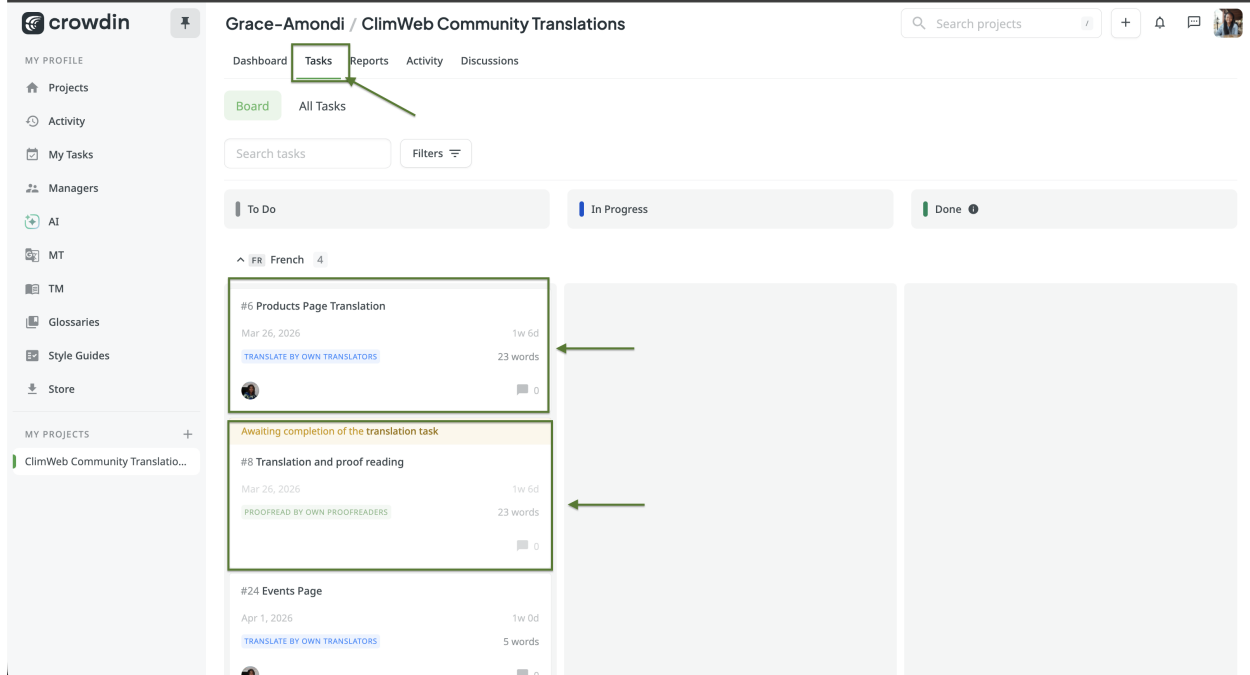 crowdin
Grace-Amondi / ClimWeb Community Translations
Search projects /
MY PROFILE
Dashboard Tasks Reports Activity Discussions
Projects
Board All Tasks
Activity
Search tasks Filters
My Tasks
Managers
To Do In Progress Done
AI
MT
FR French 4
TM
Glossaries
Style Guides
Store
MY PROJECTS
ClimWeb Community Translatio...
#6 Products Page Translation
Mar 26, 2026 1w 6d
TRANSLATE BY OWN TRANSLATORS 23 words
0
Awaiting completion of the translation task
#8 Translation and proof reading
Mar 26, 2026 1w 6d
PROOFREAD BY OWN PROOFREADERS 23 words
0
#24 Events Page
Apr 1, 2026 1w 0d
TRANSLATE BY OWN TRANSLATORS 5 words
0